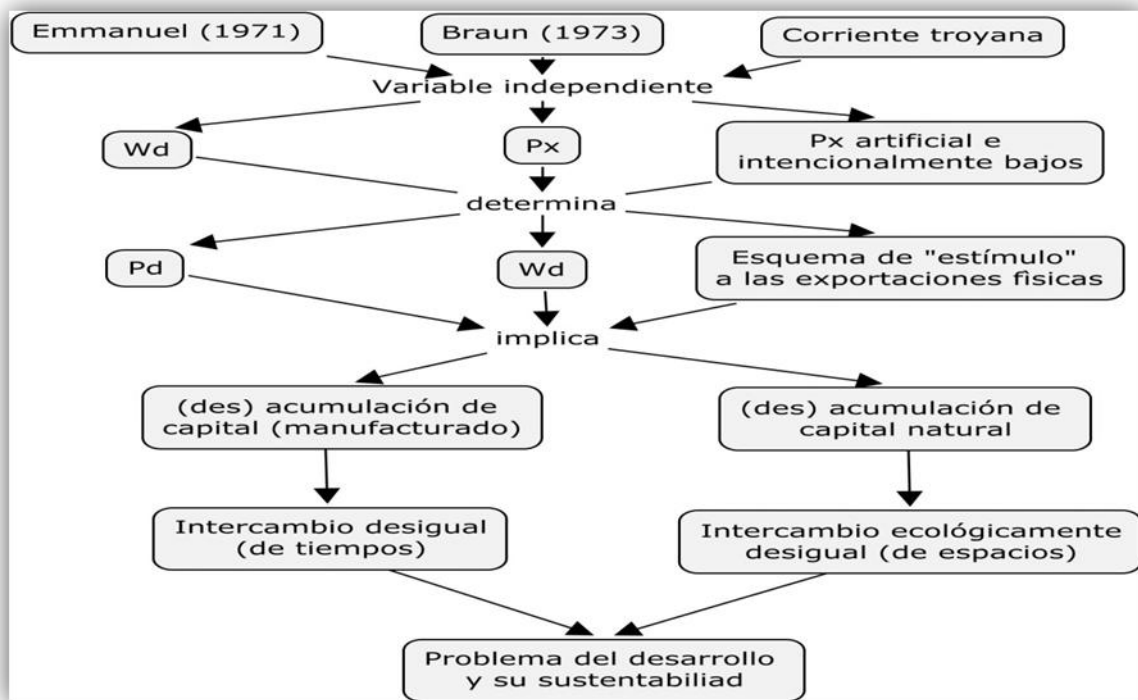 Emmanuel (1971)
Braun (1973)
Corriente troyana
Variable independiente
Wd
Px
Px artificial e
intencionalmente bajos
determina
Pd
Wd
Esquema de "estímulo"
a las exportaciones fìsicas
implica
(des) acumulación de
capital (manufacturado)
(des) acumulación de
capital natural
Intercambio desigual
(de tiempos)
Intercambio ecológicamente
desigual (de espacios)
Problema del desarrollo
y su sustentabiliad